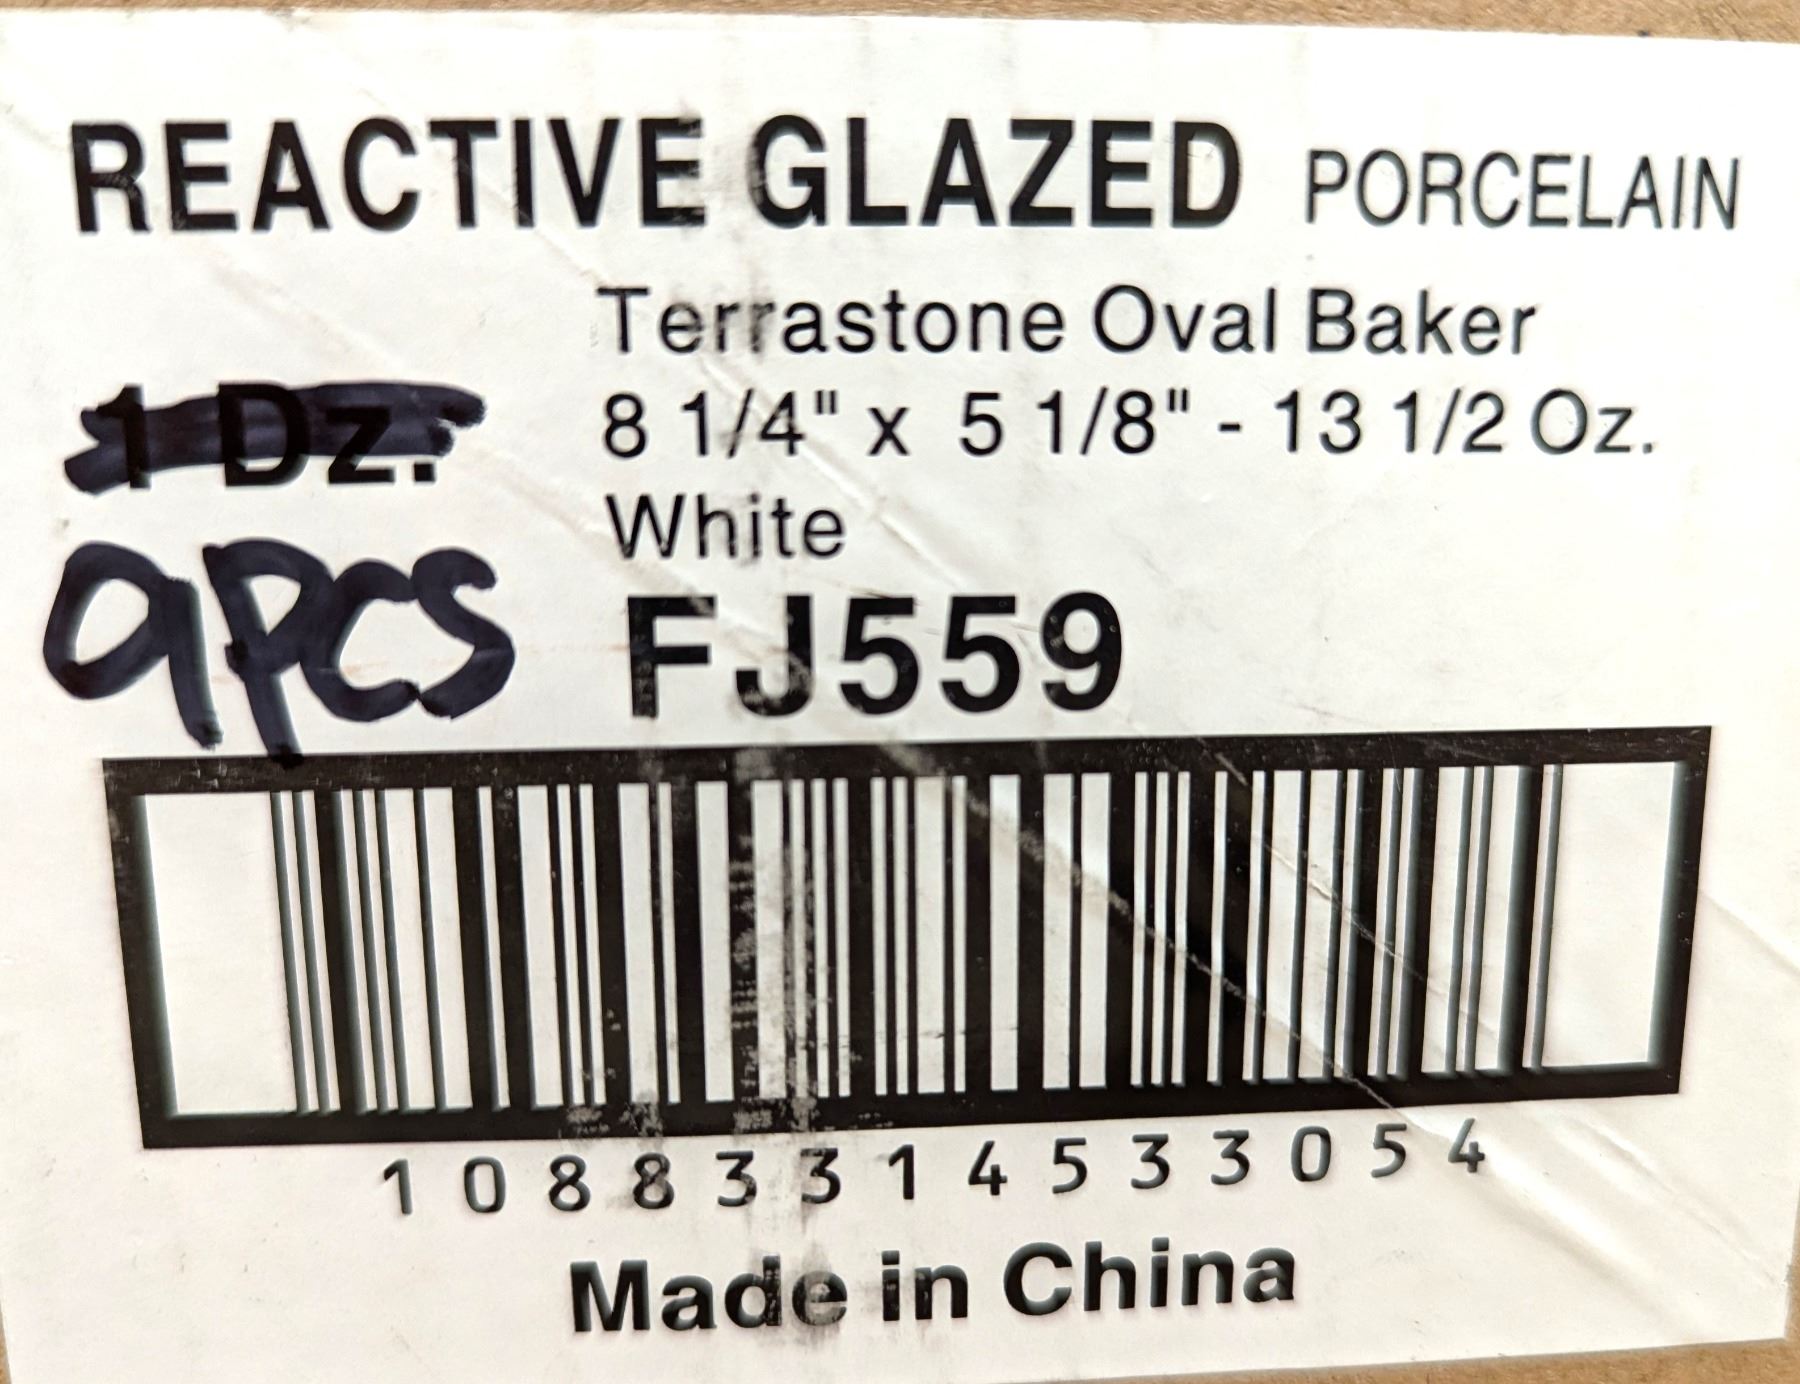 REACTIVE GLAZED PORCELAIN
Terrastone Oval Baker
1 Dz.
8 1/4" x 5 1/8" - 13 1/2 Oz.
White
9PCS
FJ559
10883314533054
Made in China